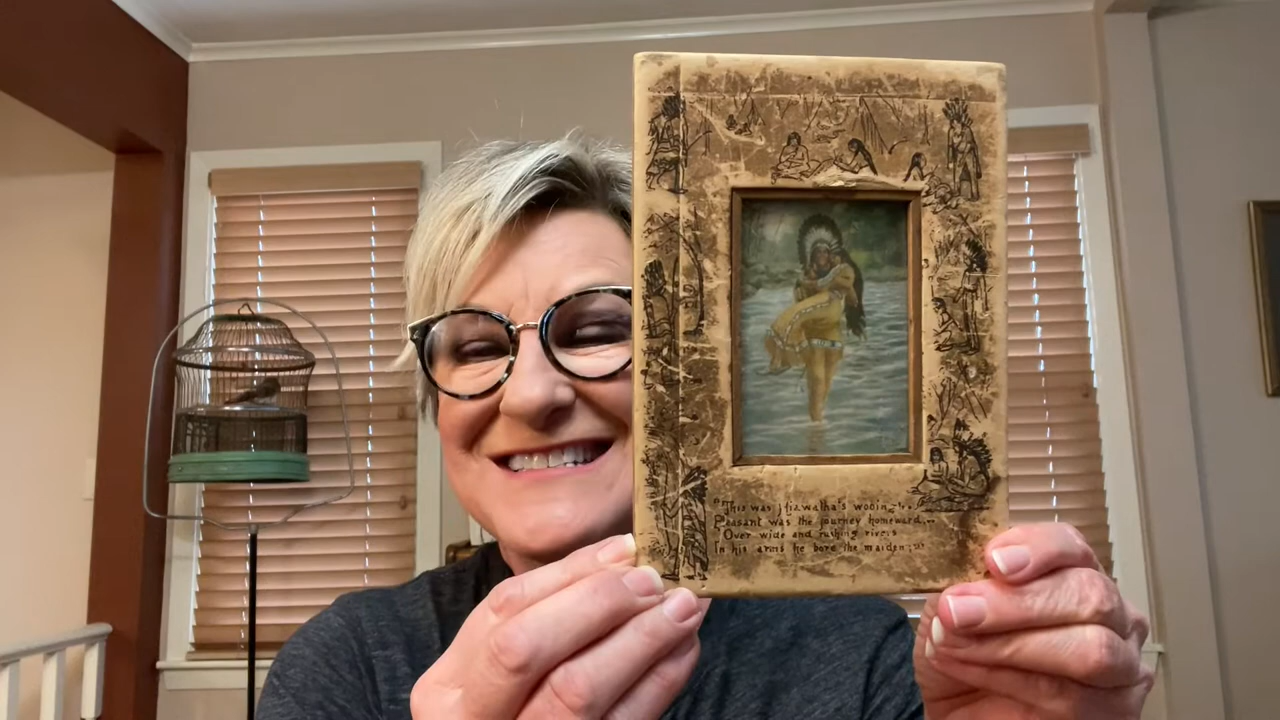 "This was Hiawatha's wooing
Peasant was the journey homeward,
Over wide and rushing rivers
In his arms he bore the maiden;